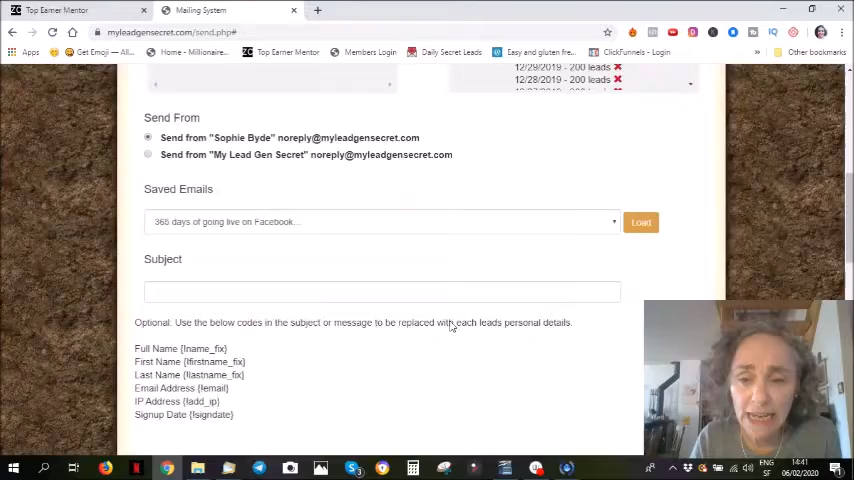 Top Earner Mentor
Mailing System
myleadgensecret.com/send.php#
Apps
Get Emoji — All Em...
Home - Millionaire...
Top Earner Mentor
Members Login
Daily Secret Leads
Easy and gluten fre...
ClickFunnels - Login
Other bookmarks
12/29/2019 - 200 leads
12/28/2019 - 200 leads
Send From
Send from "Sophie Byde" noreply@myleadgensecret.com
Send from "My Lead Gen Secret" noreply@myleadgensecret.com
Saved Emails
365 days of going live on Facebook...
Load
Subject
Optional: Use the below codes in the subject or message to be replaced with each leads personal details.
Full Name {!name_fix}
First Name {!firstname_fix}
Last Name {!lastname_fix}
Email Address {!email}
IP Address {!add_ip}
Signup Date {!signdate}
ENG
14:41
SF
06/02/2020